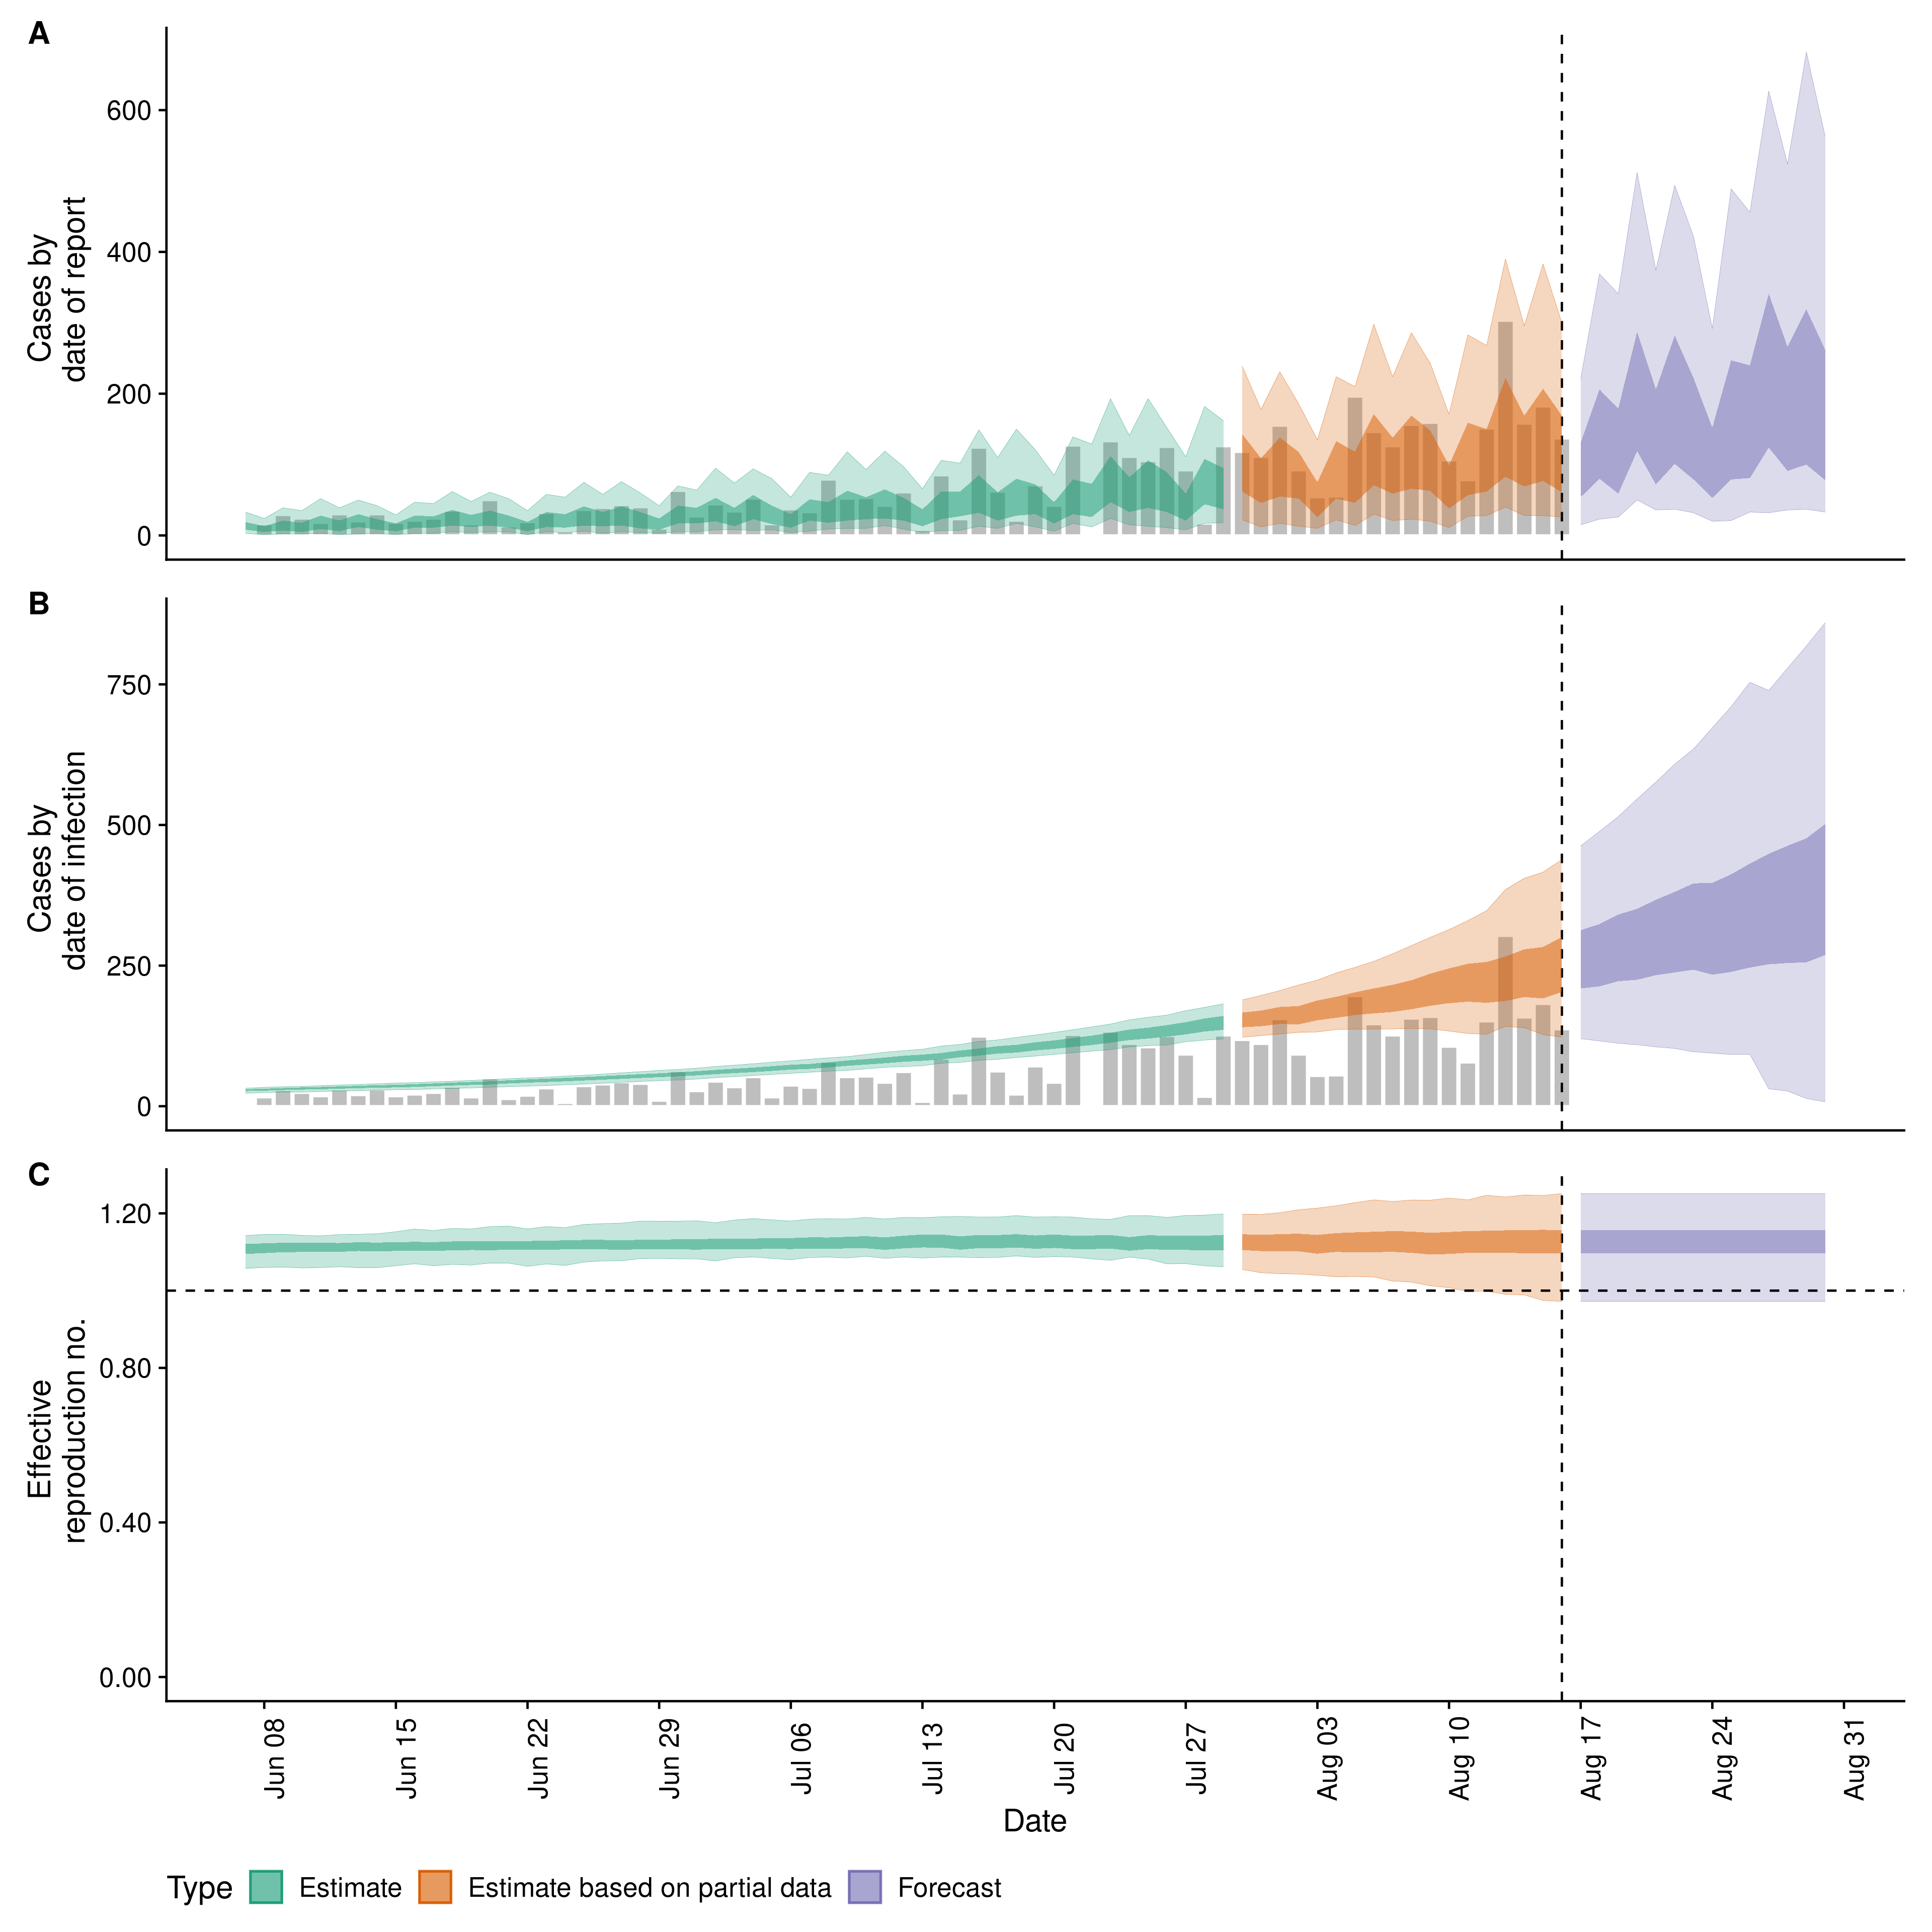 A
600
400
200
0
Cases by
date of report
B
750
500
250
0
Cases by
date of infection
C
1.20
0.80
0.40
0.00
Effective
reproduction no.
Jun 08
Jun 15
Jun 22
Jun 29
Jul 06
Jul 13
Jul 20
Jul 27
Aug 03
Aug 10
Aug 17
Aug 24
Aug 31
Date
Type Estimate Estimate based on partial data Forecast